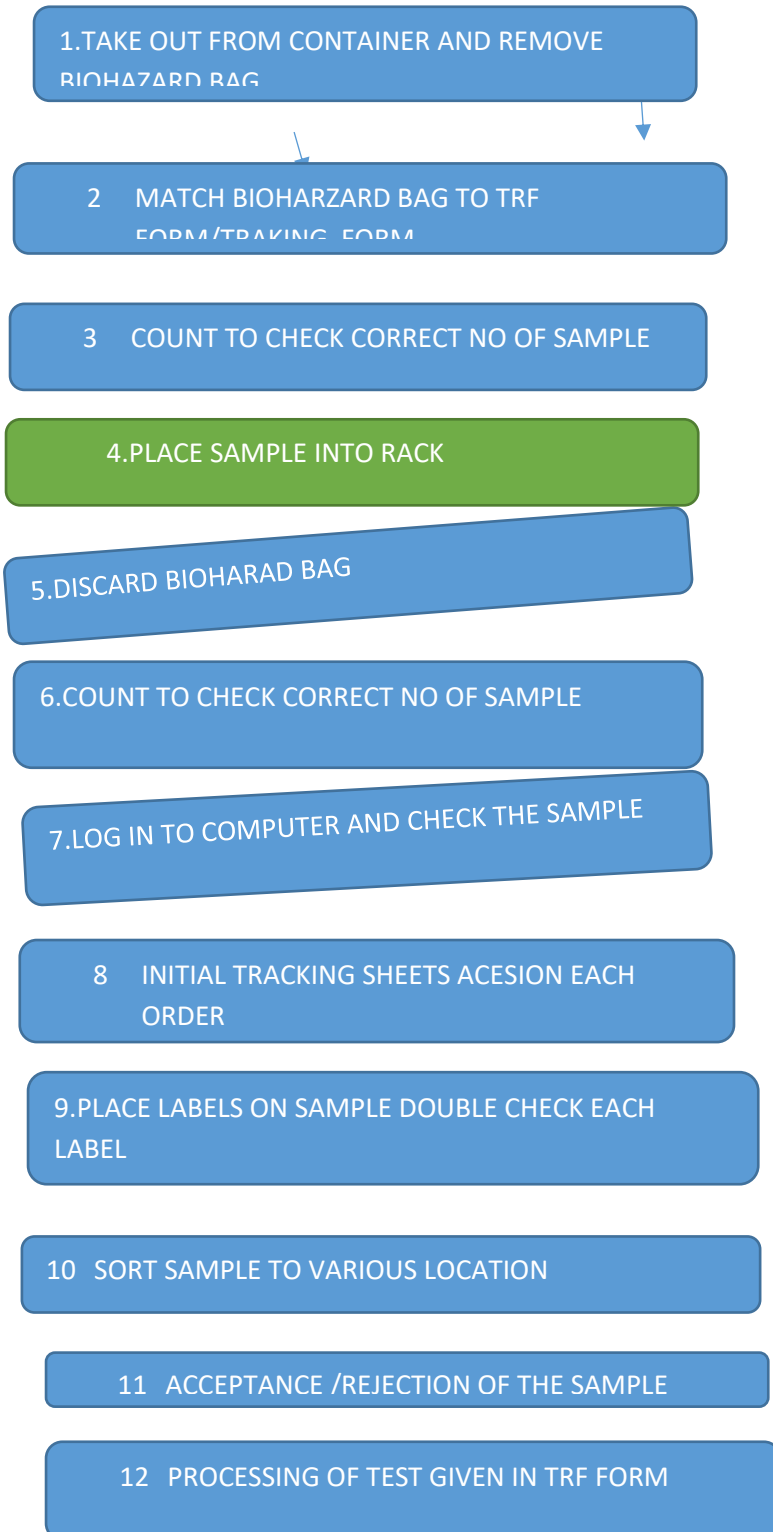 1.TAKE OUT FROM CONTAINER AND REMOVE
BIOHAZARD BAG
2 MATCH BIOHARZARD BAG TO TRF
FORM/TRAKING FORM
3 COUNT TO CHECK CORRECT NO OF SAMPLE
4.PLACE SAMPLE INTO RACK
5.DISCARD BIOHARAD BAG
6.COUNT TO CHECK CORRECT NO OF SAMPLE
7.LOG IN TO COMPUTER AND CHECK THE SAMPLE
8 INITIAL TRACKING SHEETS ACESION EACH
ORDER
9.PLACE LABELS ON SAMPLE DOUBLE CHECK EACH
LABEL
10 SORT SAMPLE TO VARIOUS LOCATION
11 ACCEPTANCE /REJECTION OF THE SAMPLE
12 PROCESSING OF TEST GIVEN IN TRF FORM